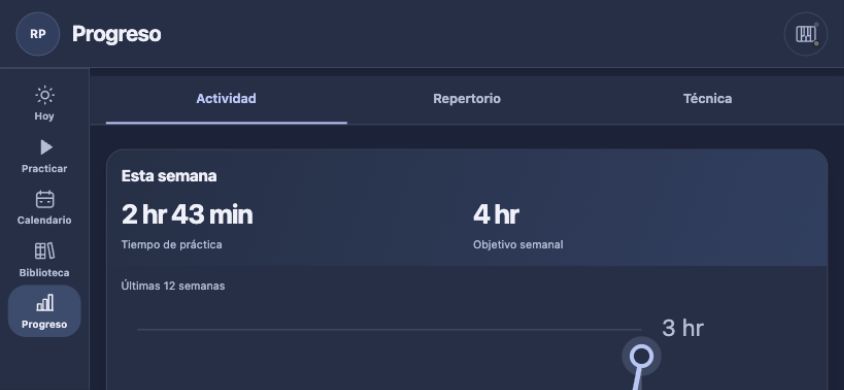 RP
Progreso
Hoy
Practicar
Calendario
Biblioteca
Progreso
Actividad
Repertorio
Técnica
Esta semana
2 hr 43 min
4 hr
Tiempo de práctica
Objetivo semanal
Últimas 12 semanas
3 hr